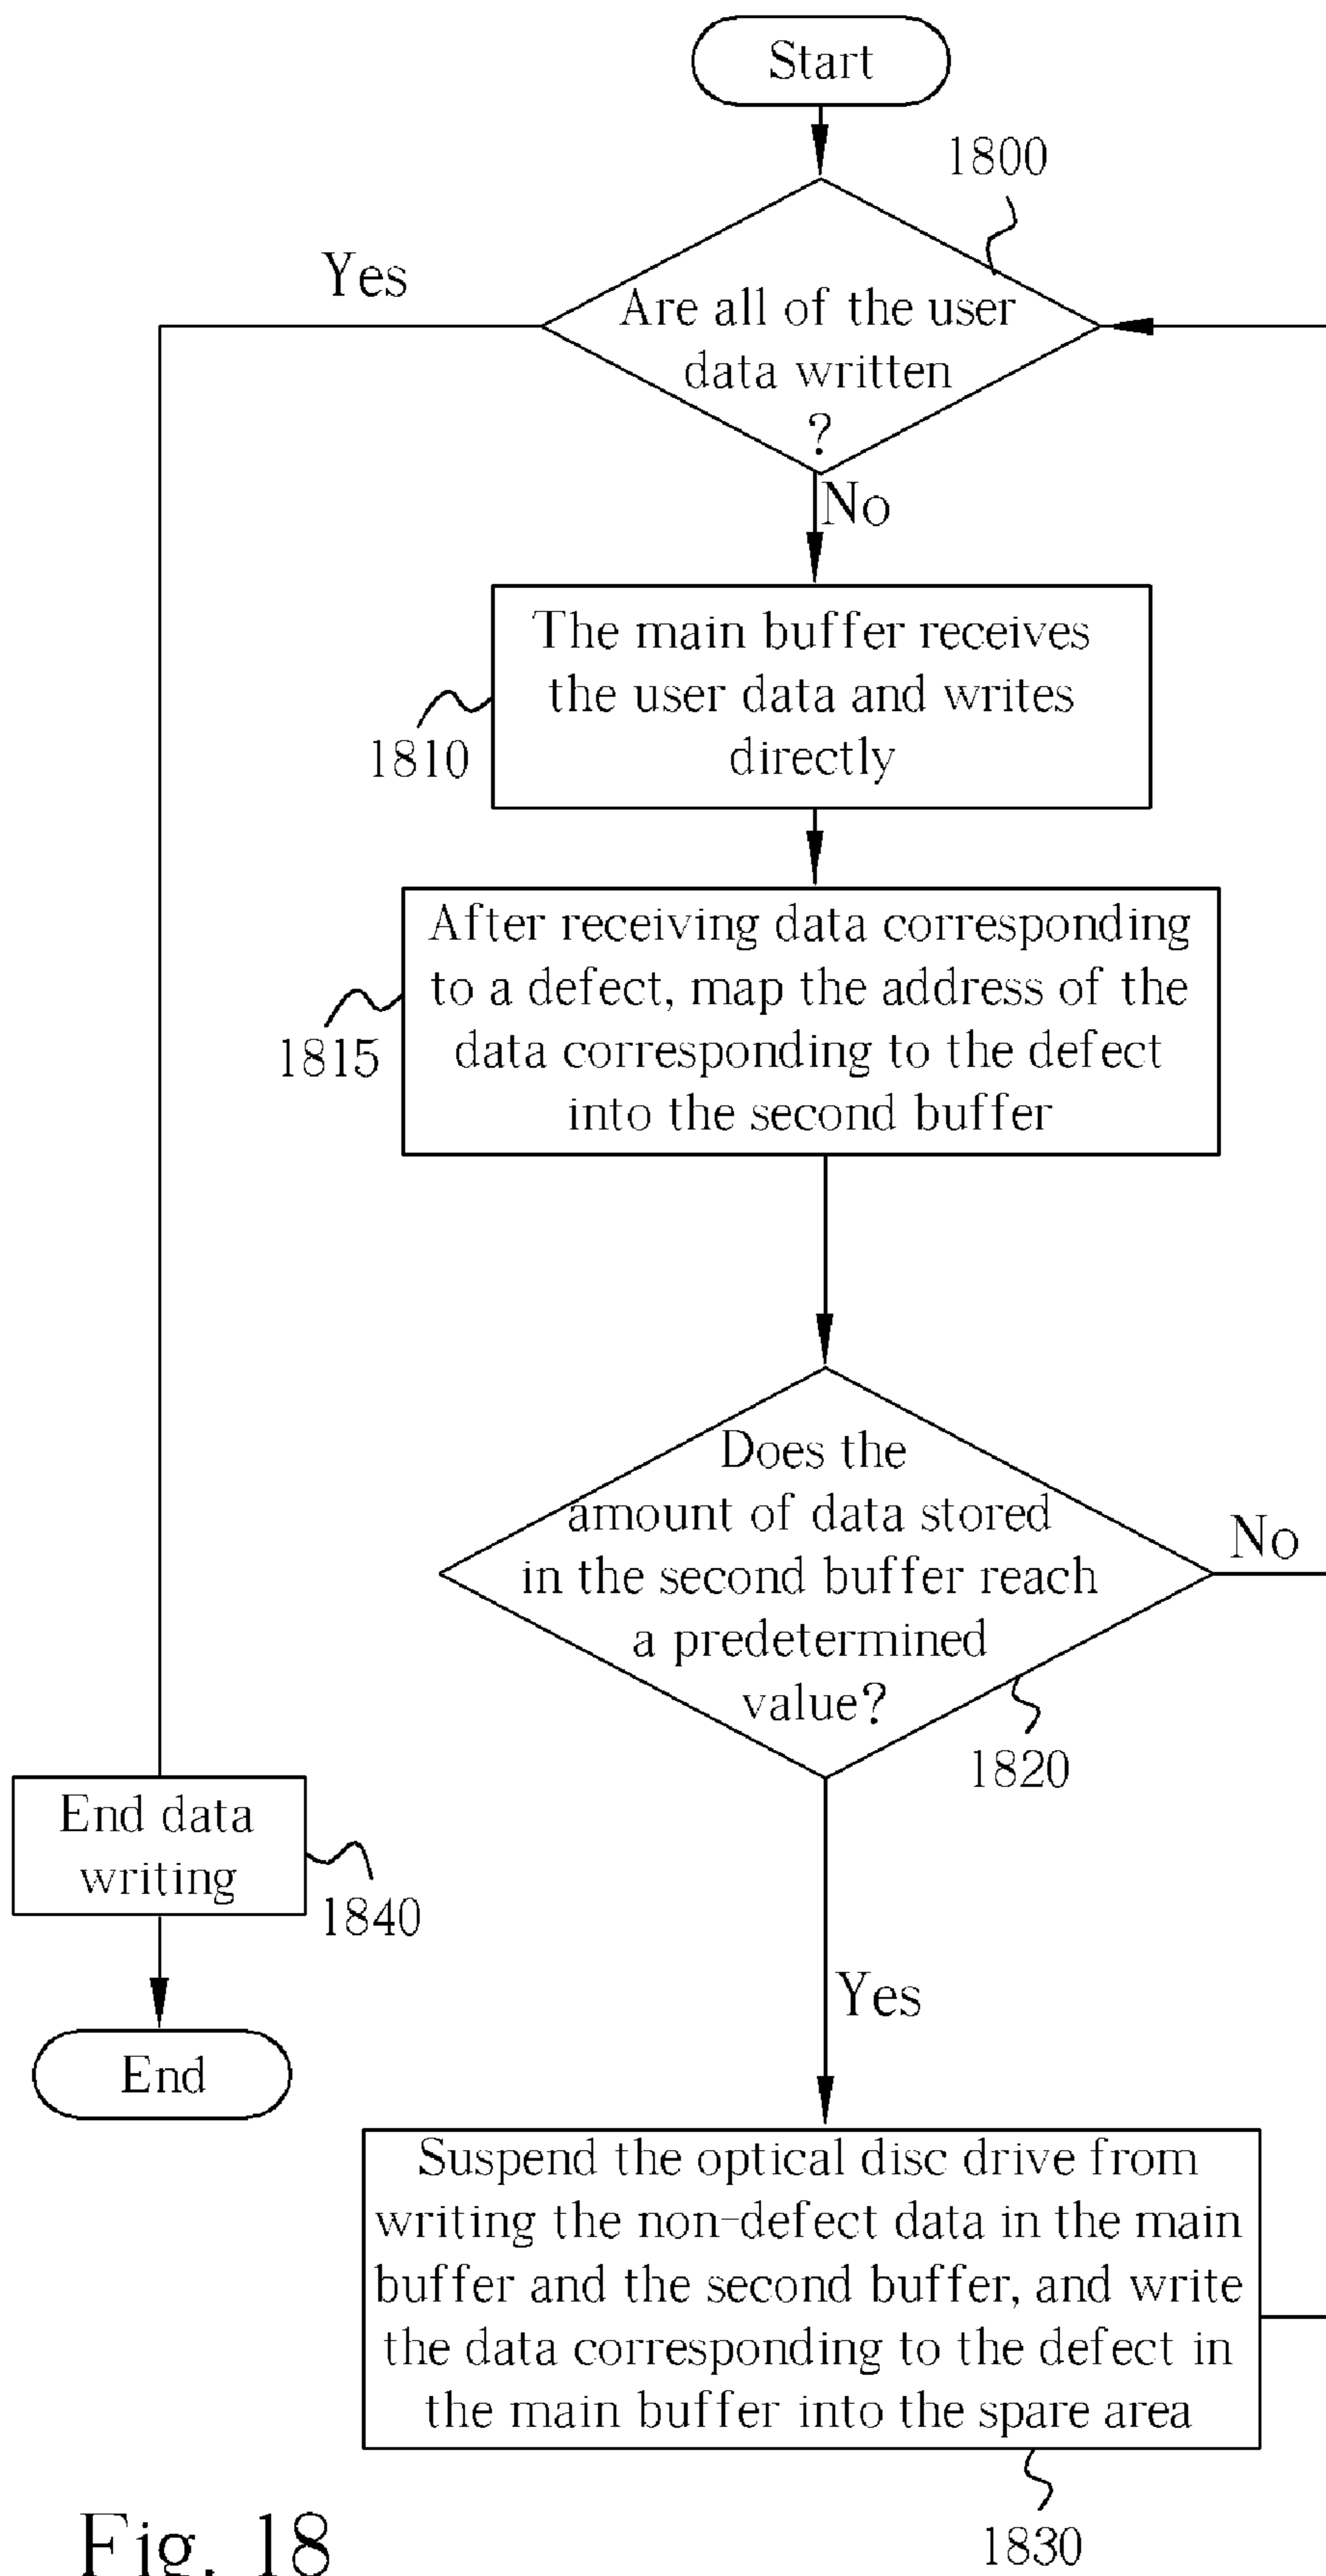 Start
1800
Yes
Are all of the user
data written
?
No
The main buffer receives
the user data and writes
directly
1810
After receiving data corresponding
to a defect, map the address of the
data corresponding to the defect
into the second buffer
1815
Does the
amount of data stored
in the second buffer reach
a predetermined
value?
No
1820
End data
writing
1840
Yes
End
Suspend the optical disc drive from
writing the non-defect data in the main
buffer and the second buffer, and write
the data corresponding to the defect in
the main buffer into the spare area
1830
Fig. 18